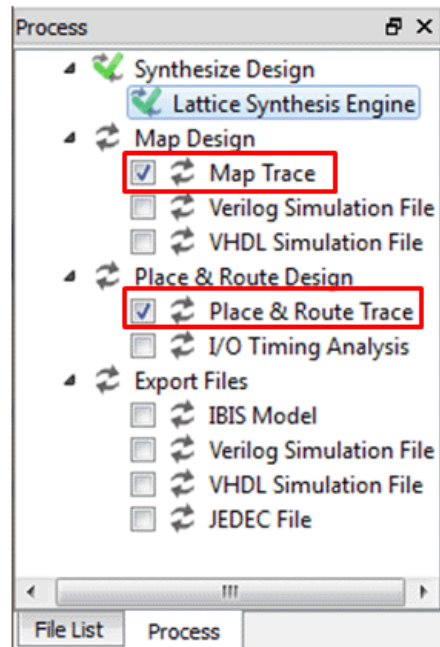 Process
Synthesize Design
Lattice Synthesis Engine
Map Design
Map Trace
Verilog Simulation File
VHDL Simulation File
Place & Route Design
Place & Route Trace
I/O Timing Analysis
Export Files
IBIS Model
Verilog Simulation File
VHDL Simulation File
JEDEC File
File List Process